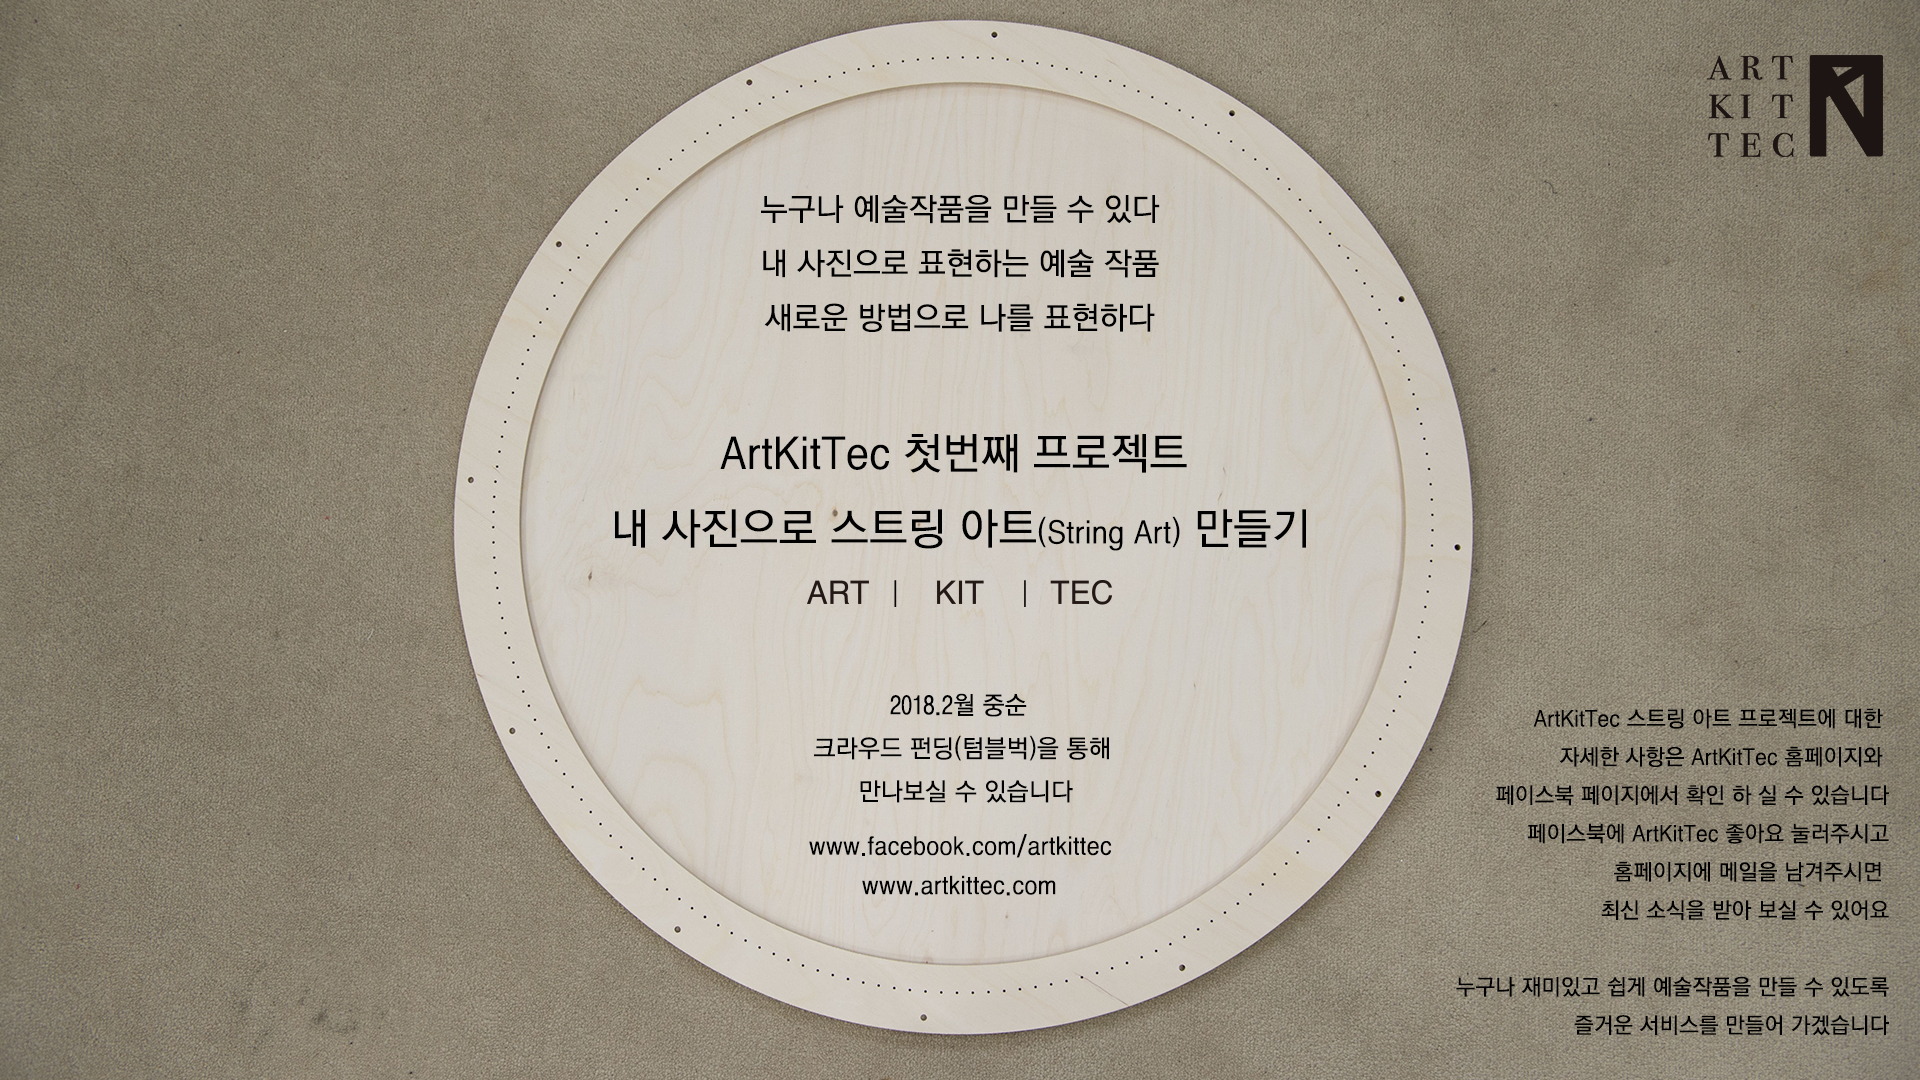 ART
KIT
TEC
누구나 예술작품을 만들 수 있다
내 사진으로 표현하는 예술 작품
새로운 방법으로 나를 표현하다
ArtKitTec 첫번째 프로젝트
내 사진으로 스트링 아트(String Art) 만들기
ART | KIT | TEC
2018.2월 중순
크라우드 펀딩(텀블벅)을 통해
만나보실 수 있습니다
www.facebook.com/artkittec
www.artkittec.com
ArtKitTec 스트링 아트 프로젝트에 대한
자세한 사항은 ArtKitTec 홈페이지와
페이스북 페이지에서 확인 하 실 수 있습니다
페이스북에 ArtKitTec 좋아요 눌러주시고
홈페이지에 메일을 남겨주시면
최신 소식을 받아 보실 수 있어요
누구나 재미있고 쉽게 예술작품을 만들 수 있도록
즐거운 서비스를 만들어 가겠습니다